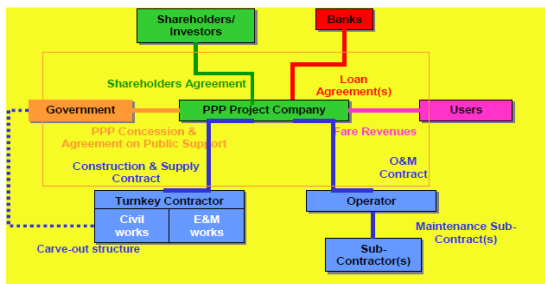 Shareholders/
Investors
Banks
Shareholders Agreement
Loan
Agreement(s)
Government
PPP Project Company
Users
PPP Concession &
Agreement on Public Support
Fare Revenues
Construction & Supply
Contract
O&M
Contract
Turnkey Contractor
Civil
works
E&M
works
Operator
Carve-out structure
Maintenance Sub-
Contract(s)
Sub-
Contractor(s)